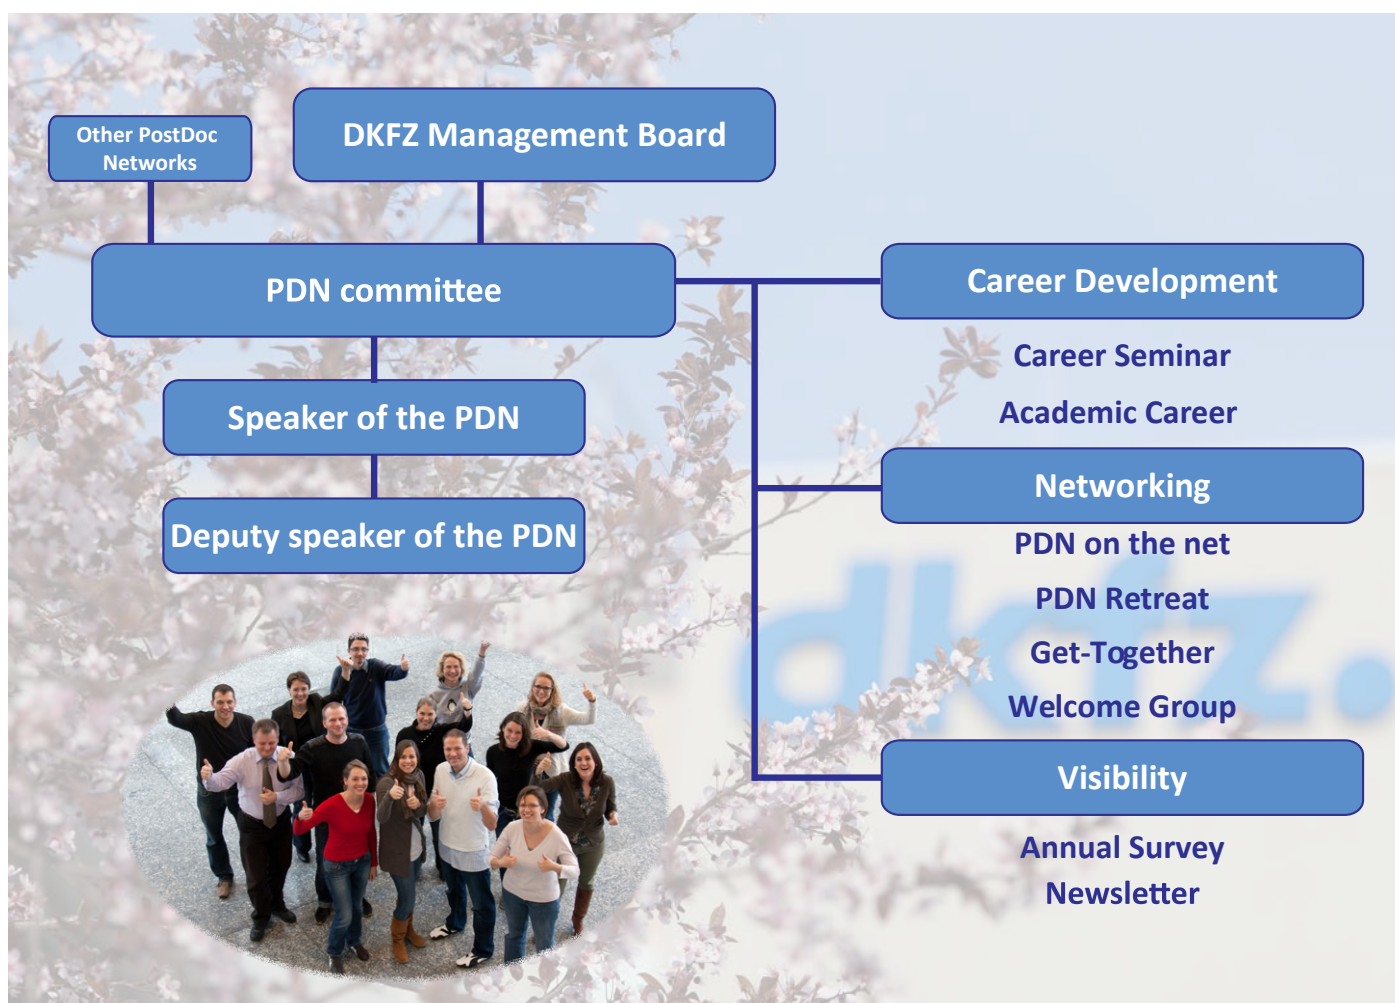 Other PostDoc
Networks
DKFZ Management Board
PDN committee
Speaker of the PDN
Deputy speaker of the PDN
Career Development
Career Seminar
Academic Career
Networking
PDN on the net
PDN Retreat
Get-Together
Welcome Group
Visibility
Annual Survey
Newsletter
dkfz.